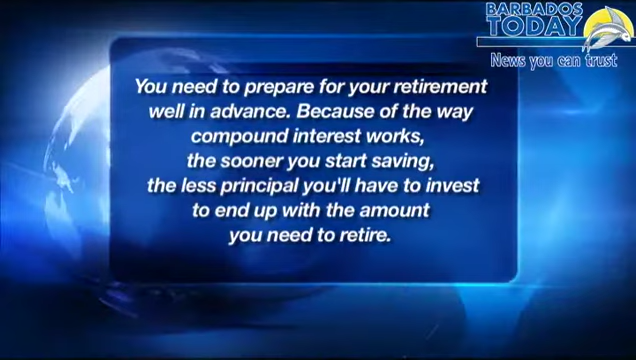 BARBADOS
TODAY
News you can trust
You need to prepare for your retirement
well in advance. Because of the way
compound interest works,
the sooner you start saving,
the less principal you'll have to invest
to end up with the amount
you need to retire.